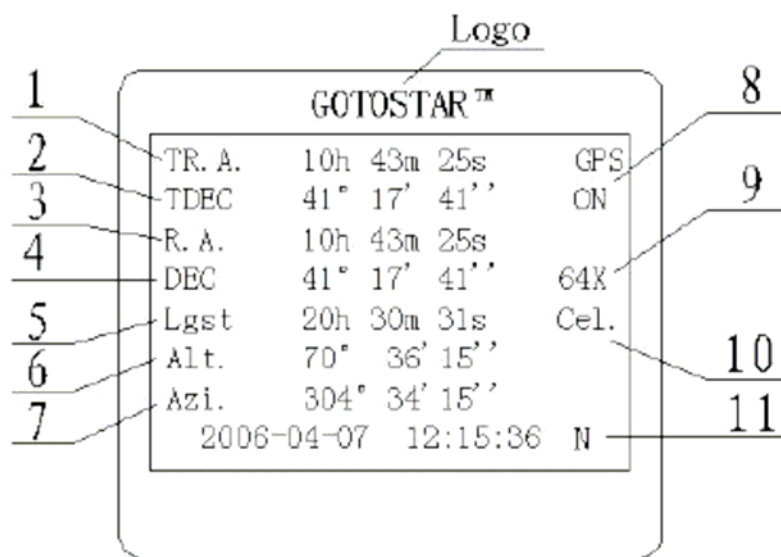 Logo
GOTOSTAR™
1 TR.A. 10h 43m 25s GPS 8
2 TDEC 41° 17′ 41′′ ON
3 R.A. 10h 43m 25s
4 DEC 41° 17′ 41′′ 64X 9
5 Lgst 20h 30m 31s Cel.
6 Alt. 70° 36′ 15′′ 10
7 Azi. 304° 34′ 15′′
2006-04-07 12:15:36 N 11